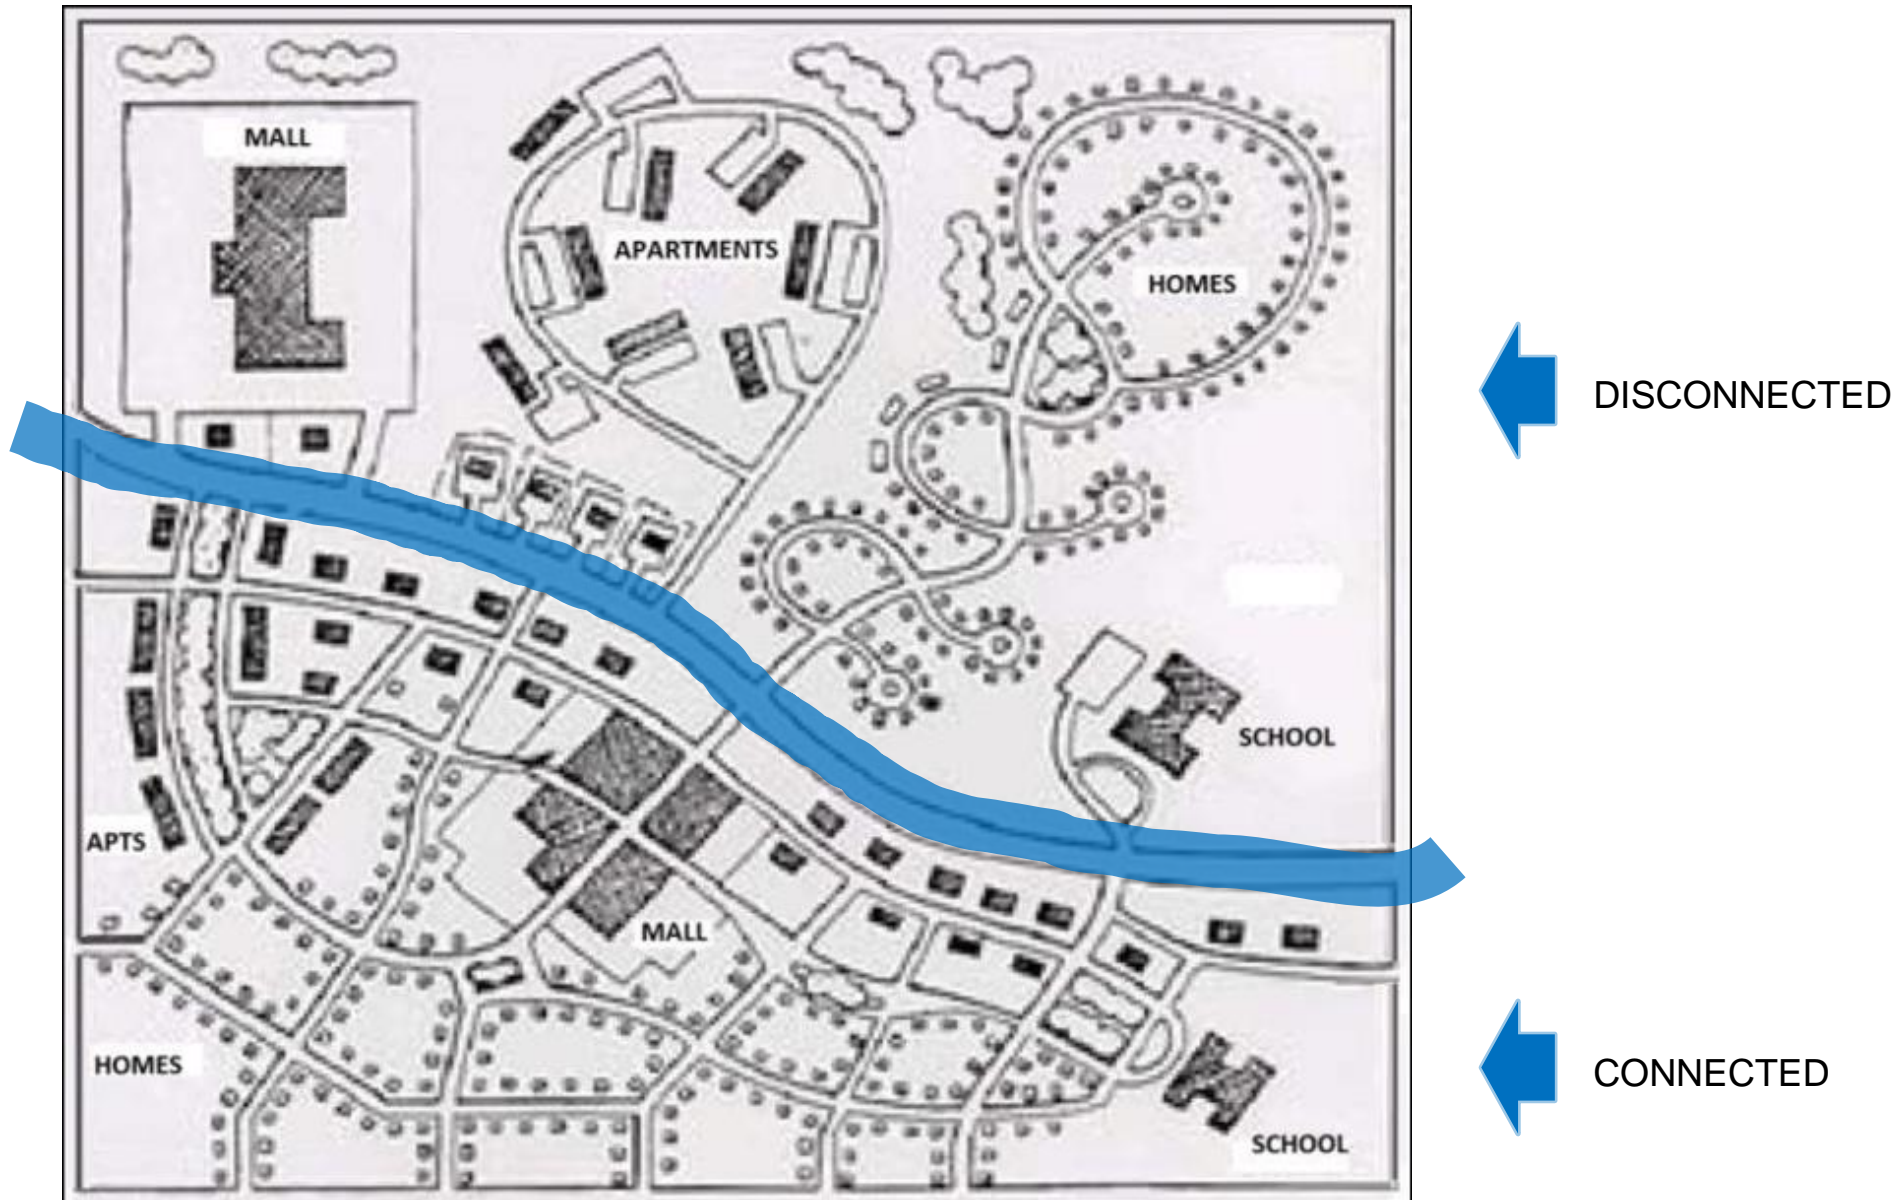 MALL
APARTMENTS
HOMES
DISCONNECTED
SCHOOL
APTS
MALL
HOMES
CONNECTED
SCHOOL